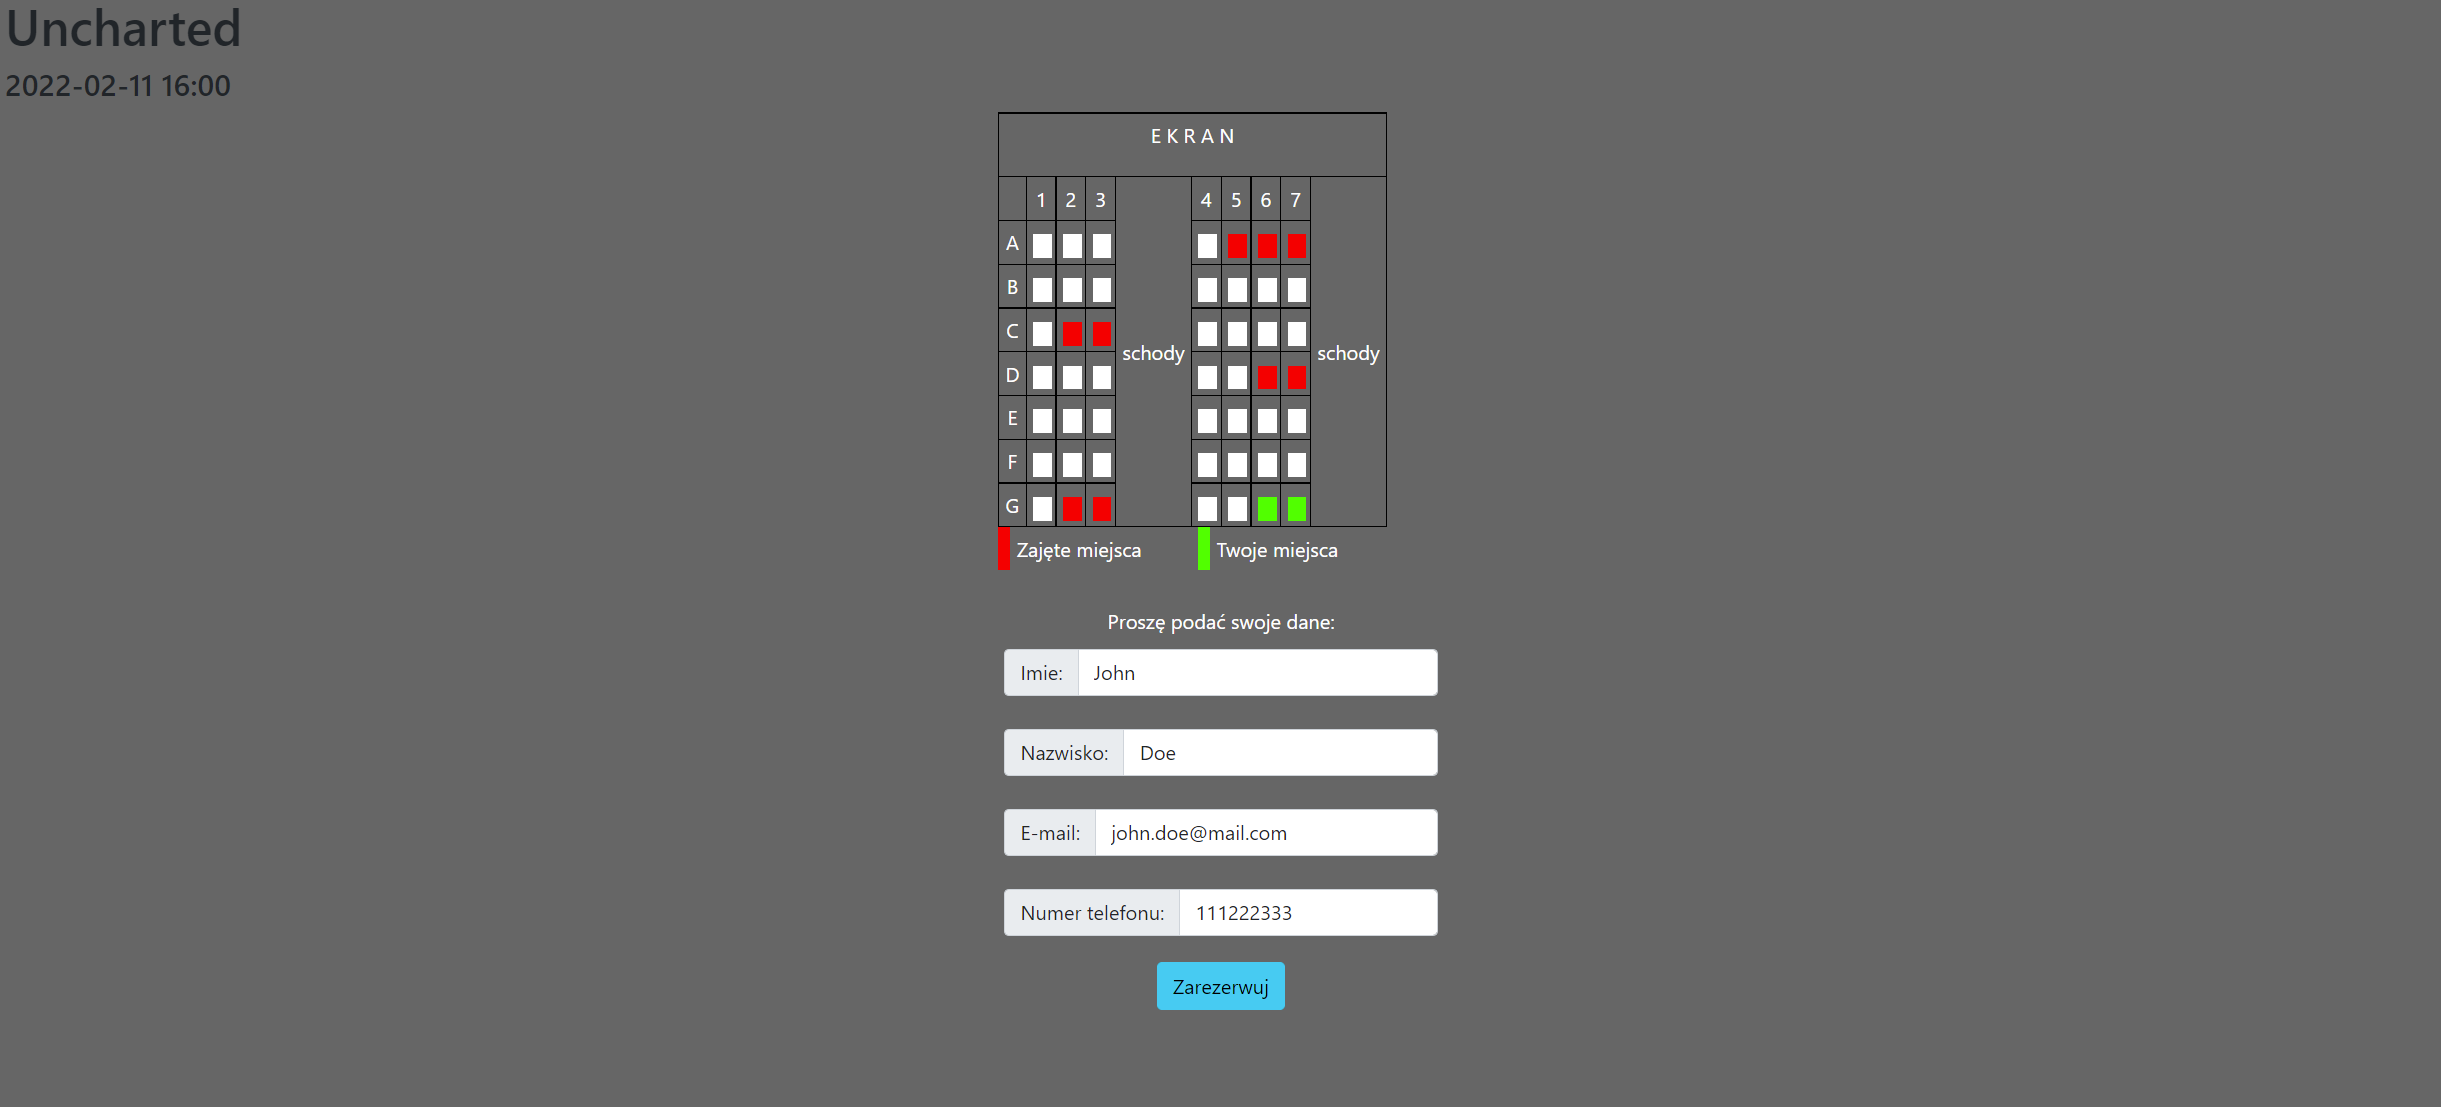 Uncharted
2022-02-11 16:00
E K R A N
1 2 3 4 5 6 7
A
B
C
schody schody
D
E
F
G
Zajęte miejsca Twoje miejsca
Proszę podać swoje dane:
Imie: John
Nazwisko: Doe
E-mail: john.doe@mail.com
Numer telefonu: 111222333
Zarezerwuj